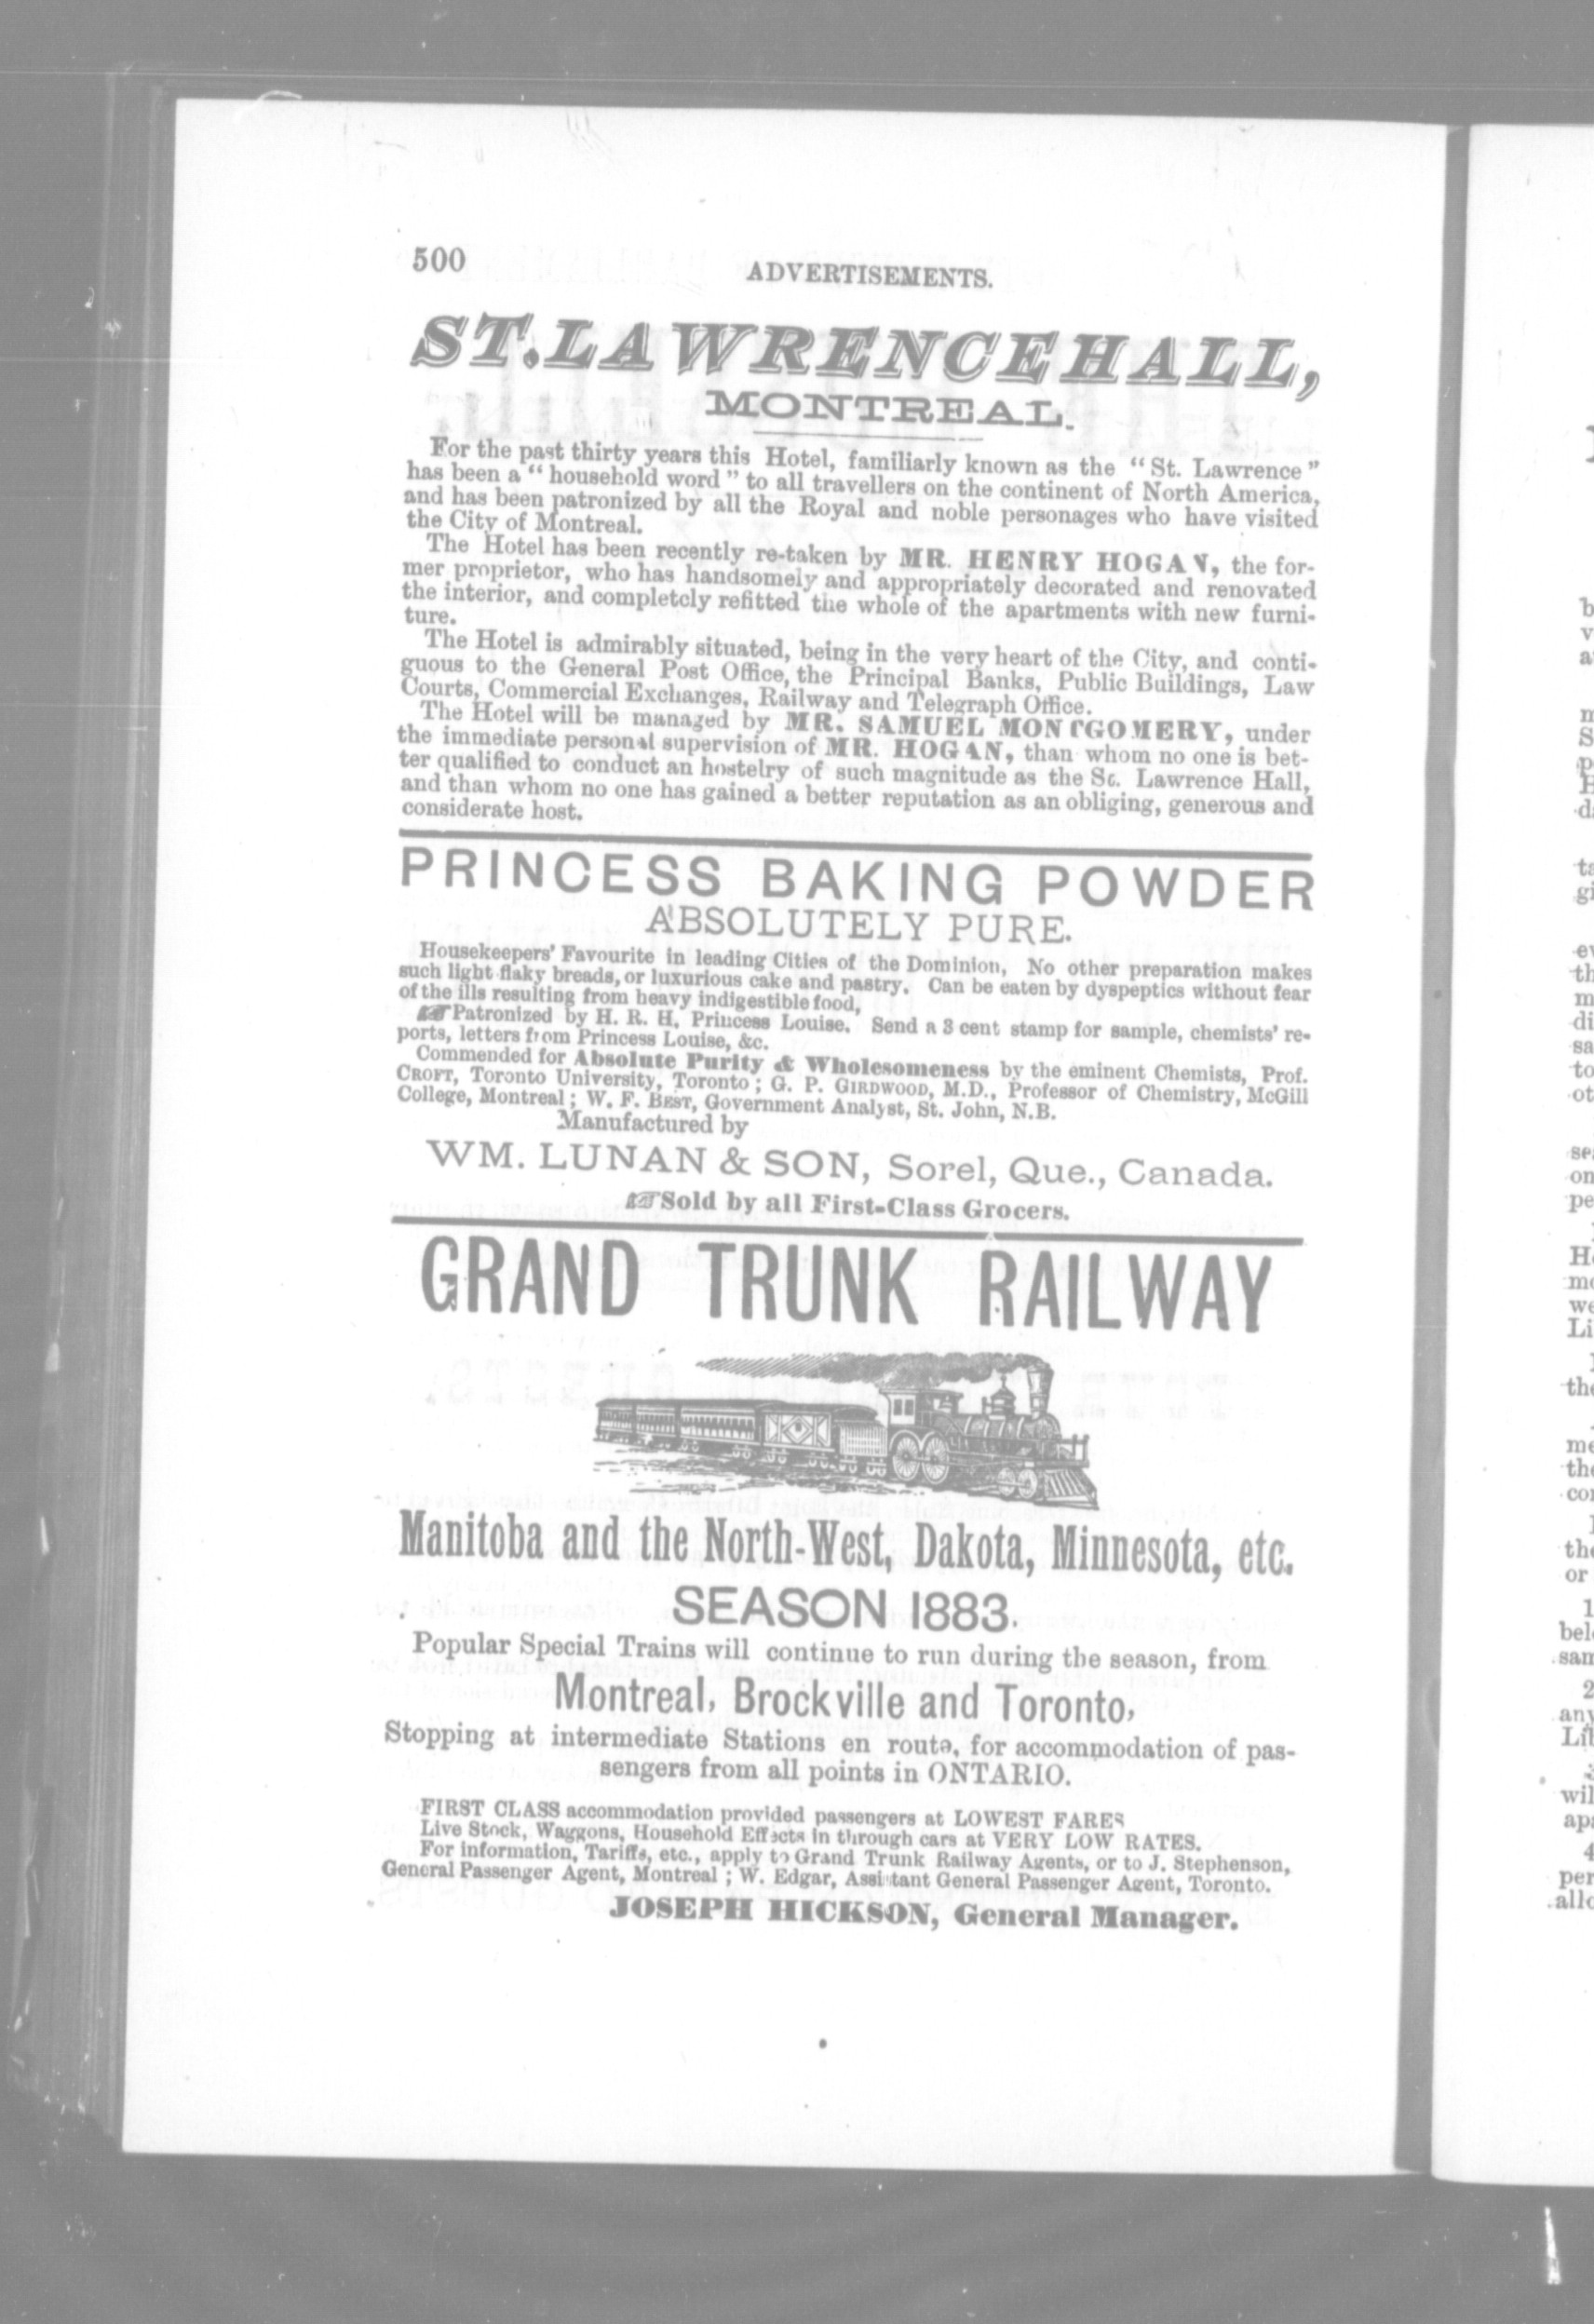 500
ADVERTISEMENTS.
ST. LAWRENCE HALL,
MONTREAL.
For the past thirty years this Hotel, familiarly known as the “ St. Lawrence ”
has been a “ household word ” to all travellers on the continent of North America,
and has been patronized by all the Royal and noble personages who have visited
the City of Montreal.
The Hotel has been recently re-taken by MR. HENRY HOGAN, the for-
mer proprietor, who has handsomely and appropriately decorated and renovated
the interior, and completely refitted the whole of the apartments with new furni-
ture.
The Hotel is admirably situated, being in the very heart of the City, and conti-
guous to the General Post Office, the Principal Banks, Public Buildings, Law
Courts, Commercial Exchanges, Railway and Telegraph Office.
The Hotel will be managed by MR. SAMUEL MONTGOMERY, under
the immediate personal supervision of MR. HOGAN, than whom no one is bet-
ter qualified to conduct an hostelry of such magnitude as the St. Lawrence Hall,
and than whom no one has gained a better reputation as an obliging, generous and
considerate host.
PRINCESS BAKING POWDER
ABSOLUTELY PURE.
Housekeepers' Favourite in leading Cities of the Dominion, No other preparation makes
such light flaky breads, or luxurious cake and pastry. Can be eaten by dyspeptics without fear
of the ills resulting from heavy indigestible food,
☞ Patronized by H. R. H. Princess Louise. Send a 3 cent stamp for sample, chemists' re-
ports, letters from Princess Louise, &c.
Commended for Absolute Purity & Wholesomeness by the eminent Chemists, Prof.
CROFT, Toronto University, Toronto ; G. P. GIRDWOOD, M.D., Professor of Chemistry, McGill
College, Montreal ; W. F. BEST, Government Analyst, St. John, N.B.
Manufactured by
WM. LUNAN & SON, Sorel, Que., Canada.
☞ Sold by all First-Class Grocers.
GRAND TRUNK RAILWAY
Manitoba and the North-West, Dakota, Minnesota, etc.
SEASON 1883.
Popular Special Trains will continue to run during the season, from
Montreal, Brockville and Toronto,
Stopping at intermediate Stations en route, for accommodation of pas-
sengers from all points in ONTARIO.
FIRST CLASS accommodation provided passengers at LOWEST FARES
Live Stock, Waggons, Household Effects in through cars at VERY LOW RATES.
For information, Tariffs, etc., apply to Grand Trunk Railway Agents, or to J. Stephenson,
General Passenger Agent, Montreal ; W. Edgar, Assistant General Passenger Agent, Toronto.
JOSEPH HICKSON, General Manager.